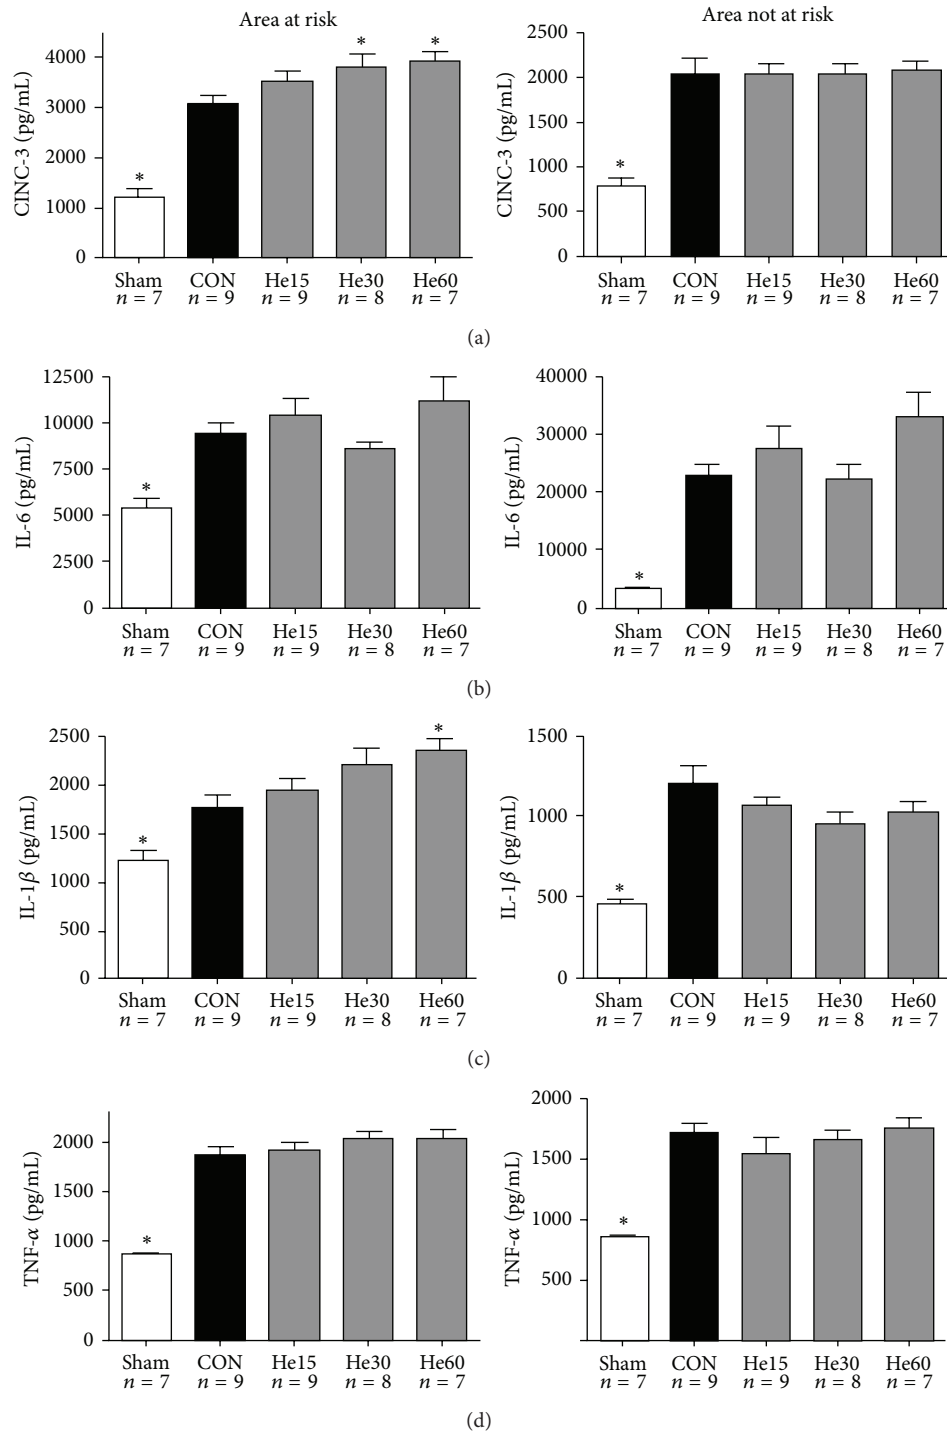 Area at risk
CINC-3 (pg/mL)
4000
3000
2000
1000
0
*
*
*
Sham CON He15 He30 He60
n = 7 n = 9 n = 9 n = 8 n = 7
Area not at risk
CINC-3 (pg/mL)
2500
2000
1500
1000
500
0
*
Sham CON He15 He30 He60
n = 7 n = 9 n = 9 n = 8 n = 7
(a)
IL-6 (pg/mL)
12500
10000
7500
5000
2500
0
*
Sham CON He15 He30 He60
n = 7 n = 9 n = 9 n = 8 n = 7
IL-6 (pg/mL)
40000
30000
20000
10000
0
*
Sham CON He15 He30 He60
n = 7 n = 9 n = 9 n = 8 n = 7
(b)
IL-1β (pg/mL)
2500
2000
1500
1000
500
0
*
*
Sham CON He15 He30 He60
n = 7 n = 9 n = 9 n = 8 n = 7
IL-1β (pg/mL)
1500
1000
500
0
*
Sham CON He15 He30 He60
n = 7 n = 9 n = 9 n = 8 n = 7
(c)
TNF-α (pg/mL)
2000
1500
1000
500
0
*
Sham CON He15 He30 He60
n = 7 n = 9 n = 9 n = 8 n = 7
TNF-α (pg/mL)
2000
1500
1000
500
*
Sham CON He15 He30 He60
n = 7 n = 9 n = 9 n = 8 n = 7
(d)